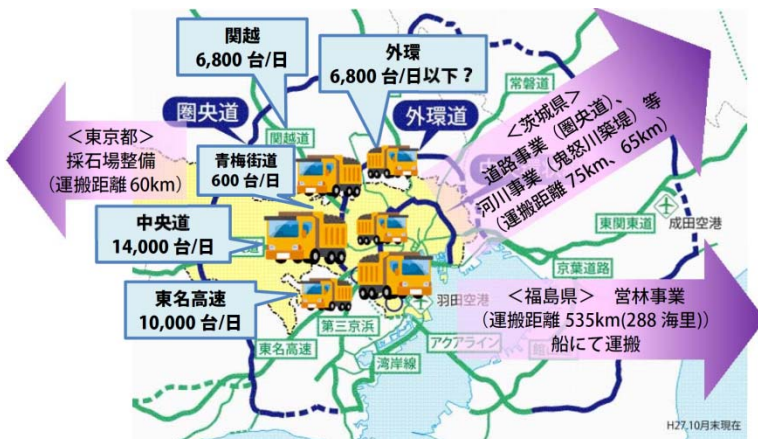 関越
6,800 台/日
外環
6,800 台/日以下？
常磐道
圏央道
外環道
関越道
＜東京都＞
採石場整備
（運搬距離 60km）
青梅街道
600 台/日
＜茨城県＞
道路事業（圏央道）、
河川事業（鬼怒川築堤）等
（運搬距離 75km、65km）
中央道
14,000 台/日
東関東道
成田空港
京葉道路
東名高速
10,000 台/日
羽田空港
＜福島県＞ 営林事業
（運搬距離 535km(288 海里)）
船にて運搬
第三京浜
東名高速
アクアライン
湾岸線
H27.10月末現在